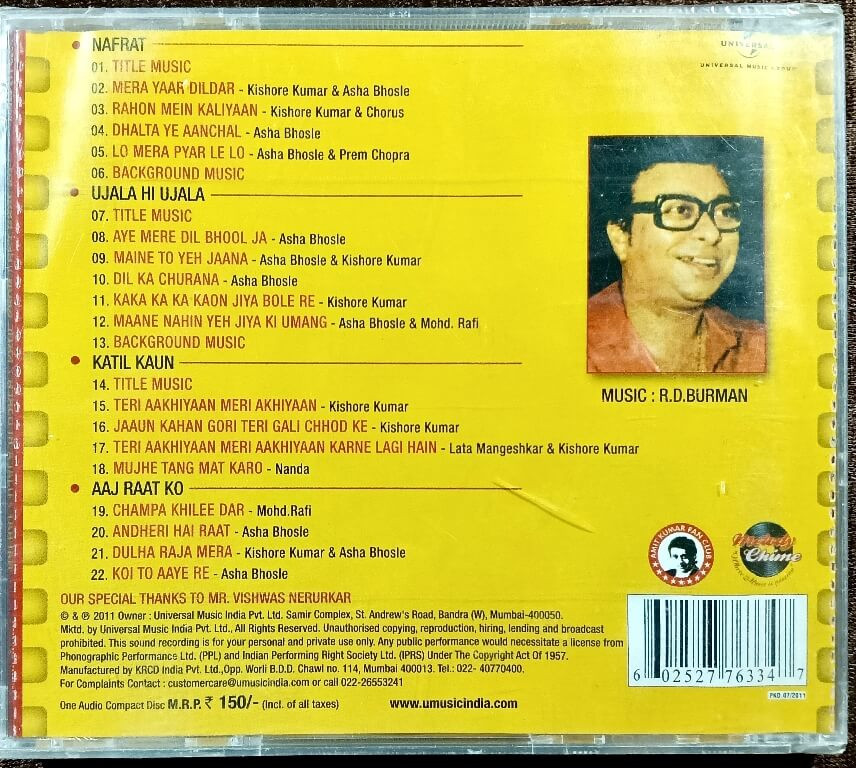 • NAFRAT
01. TITLE MUSIC
02. MERA YAAR DILDAR - Kishore Kumar & Asha Bhosle
03. RAHON MEIN KALIYAAN - Kishore Kumar & Chorus
04. DHALTA YE AANCHAL - Asha Bhosle
05. LO MERA PYAR LE LO - Asha Bhosle & Prem Chopra
06. BACKGROUND MUSIC
• UJALA HI UJALA
07. TITLE MUSIC
08. AYE MERE DIL BHOOL JA - Asha Bhosle
09. MAINE TO YEH JAANA - Asha Bhosle & Kishore Kumar
10. DIL KA CHURANA - Asha Bhosle
11. KAKA KA KA KAON JIYA BOLE RE - Kishore Kumar
12. MAANE NAHIN YEH JIYA KI UMANG - Asha Bhosle & Mohd. Rafi
13. BACKGROUND MUSIC
• KATIL KAUN
14. TITLE MUSIC
15. TERI AAKHIYAAN MERI AKHIYAAN - Kishore Kumar
16. JAAUN KAHAN GORI TERI GALI CHHOD KE - Kishore Kumar
17. TERI AAKHIYAAN MERI AAKHIYAAN KARNE LAGI HAIN - Lata Mangeshkar & Kishore Kumar
18. MUJHE TANG MAT KARO - Nanda
• AAJ RAAT KO
19. CHAMPA KHILEE DAR - Mohd.Rafi
20. ANDHERI HAI RAAT - Asha Bhosle
21. DULHA RAJA MERA - Kishore Kumar & Asha Bhosle
22. KOI TO AAYE RE - Asha Bhosle
UNIVERSAL
UNIVERSAL MUSIC GROUP
MUSIC : R.D.BURMAN
AMIT KUMAR FAN CLUB
Melody
Chime
OUR SPECIAL THANKS TO MR. VISHWAS NERURKAR
© & ℗ 2011 Owner : Universal Music India Pvt. Ltd. Samir Complex, St. Andrew's Road, Bandra (W), Mumbai-400050.
Mktd. by Universal Music India Pvt. Ltd., All Rights Reserved. Unauthorised copying, reproduction, hiring, lending and broadcast
prohibited. This sound recording is for your personal and private use only. Any public performance would necessitate a license from
Phonographic Performance Ltd. (PPL) and Indian Performing Right Society Ltd. (IPRS) Under The Copyright Act Of 1957.
Manufactured by KRCD India Pvt. Ltd.,Opp. Worli B.D.D. Chawl no. 114, Mumbai 400013. Tel.: 022- 40770400.
For Complaints Contact : customercare@umusicindia.com or call 022-26553241
One Audio Compact Disc M.R.P. ₹ 150/- (Incl. of all taxes) www.umusicindia.com
6 02527 76334 7
PKD.07/2011